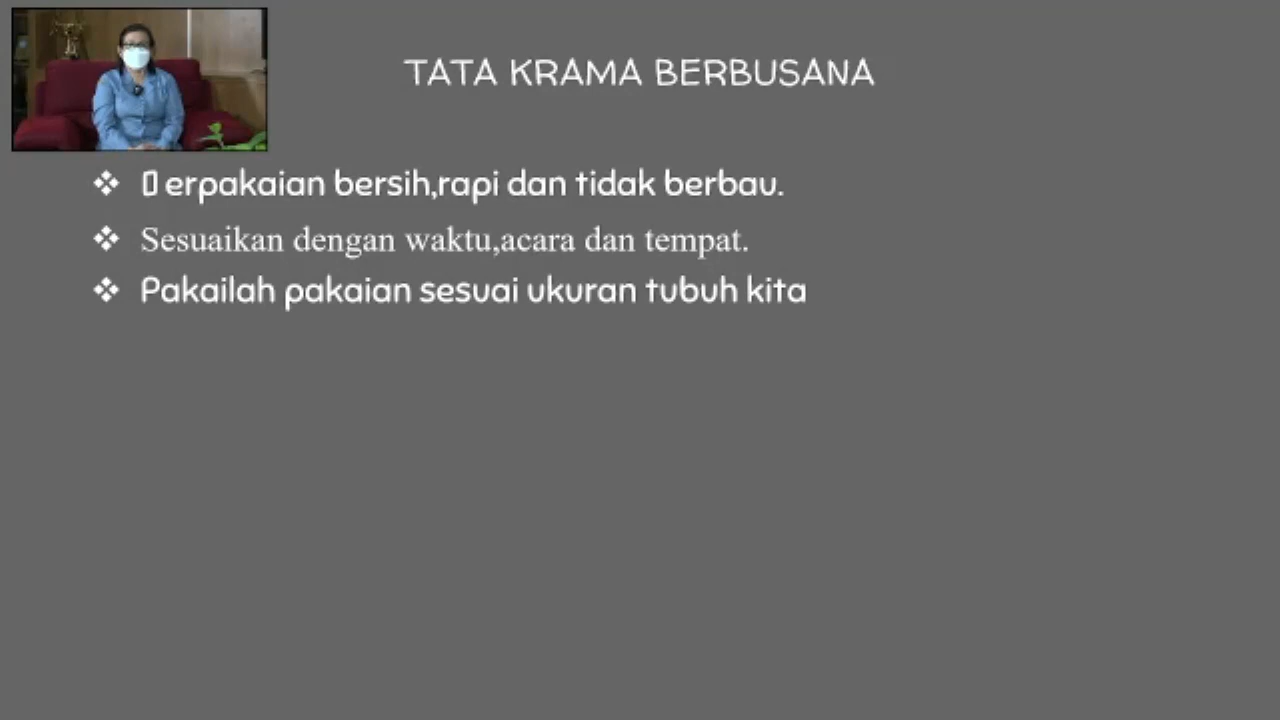 TATA KRAMA BERBUSANA
❖ erpakaian bersih,rapi dan tidak berbau.
❖ Sesuaikan dengan waktu,acara dan tempat.
❖ Pakailah pakaian sesuai ukuran tubuh kita